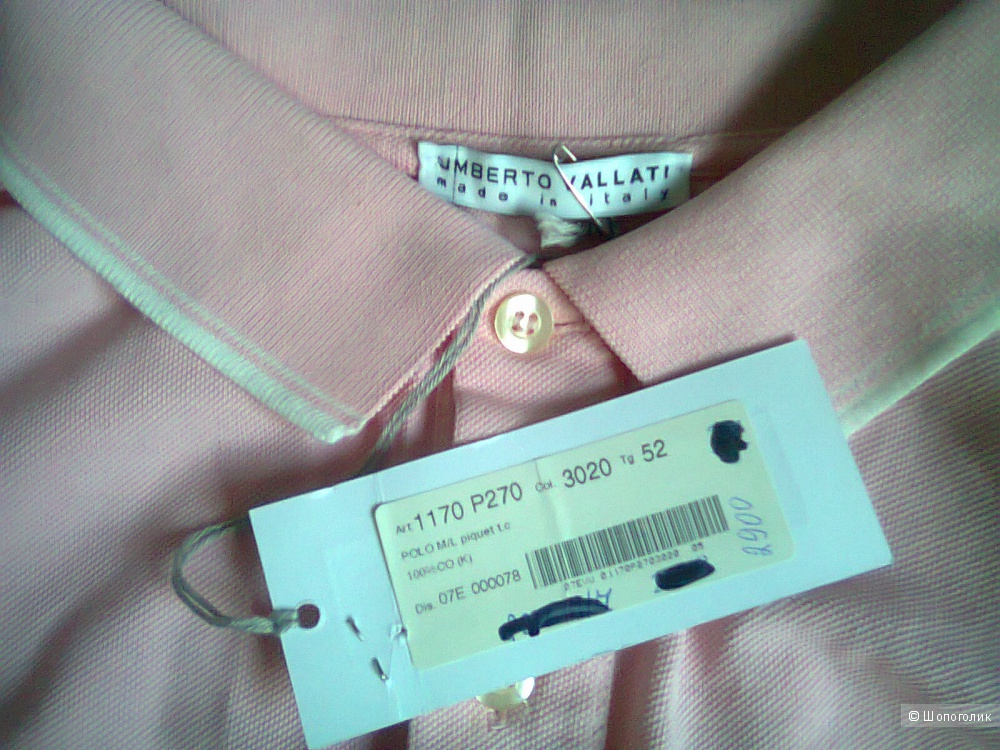 UMBERTO VALLATI
made in italy
Art. 1170 P270 Col. 3020 Tg 52
POLO M/L piquet t.c
100%CO (K)
Dis. 07E 000078
8900
© Шопоголик